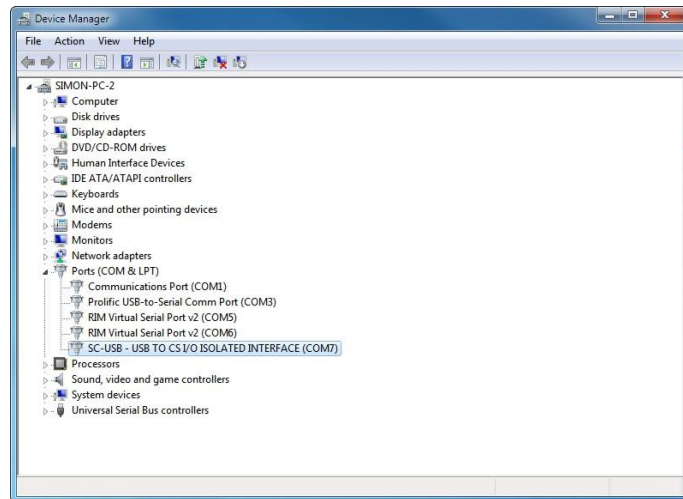 Device Manager
File Action View Help
SIMON-PC-2
Computer
Disk drives
Display adapters
DVD/CD-ROM drives
Human Interface Devices
IDE ATA/ATAPI controllers
Keyboards
Mice and other pointing devices
Modems
Monitors
Network adapters
Ports (COM & LPT)
Communications Port (COM1)
Prolific USB-to-Serial Comm Port (COM3)
RIM Virtual Serial Port v2 (COM5)
RIM Virtual Serial Port v2 (COM6)
SC-USB - USB TO CS I/O ISOLATED INTERFACE (COM7)
Processors
Sound, video and game controllers
System devices
Universal Serial Bus controllers